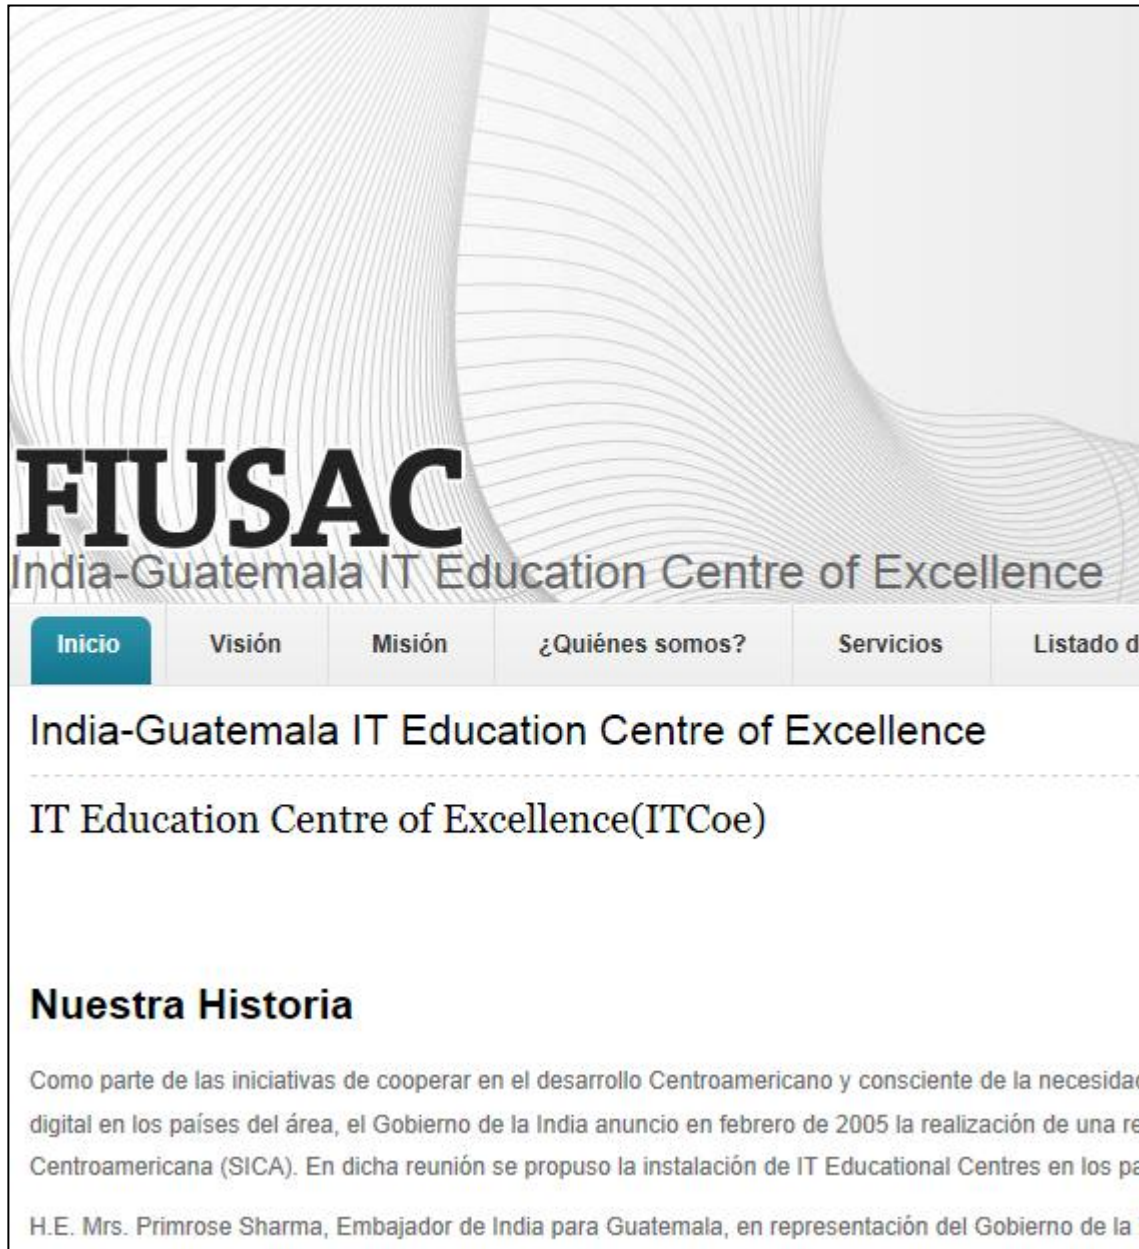 FIUSAC
India-Guatemala IT Education Centre of Excellence
Inicio Visión Misión ¿Quiénes somos? Servicios Listado d
India-Guatemala IT Education Centre of Excellence
IT Education Centre of Excellence(ITCoe)
Nuestra Historia
Como parte de las iniciativas de cooperar en el desarrollo Centroamericano y consciente de la necesidad
digital en los países del área, el Gobierno de la India anuncio en febrero de 2005 la realización de una re
Centroamericana (SICA). En dicha reunión se propuso la instalación de IT Educational Centres en los pa
H.E. Mrs. Primrose Sharma, Embajador de India para Guatemala, en representación del Gobierno de la